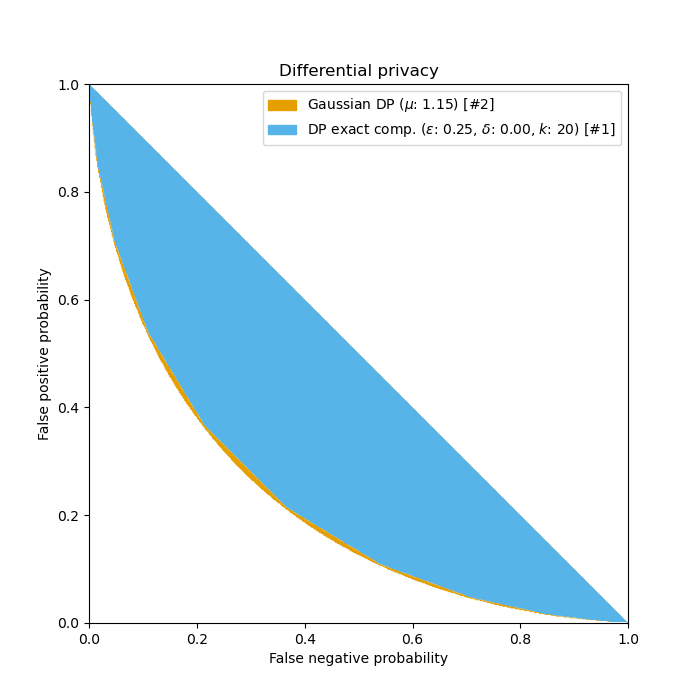 Differential privacy
Gaussian DP (μ: 1.15) [#2]
DP exact comp. (ε: 0.25, δ: 0.00, k: 20) [#1]
1.0
0.8
0.6
0.4
0.2
0.0
False positive probability
0.0 0.2 0.4 0.6 0.8 1.0
False negative probability